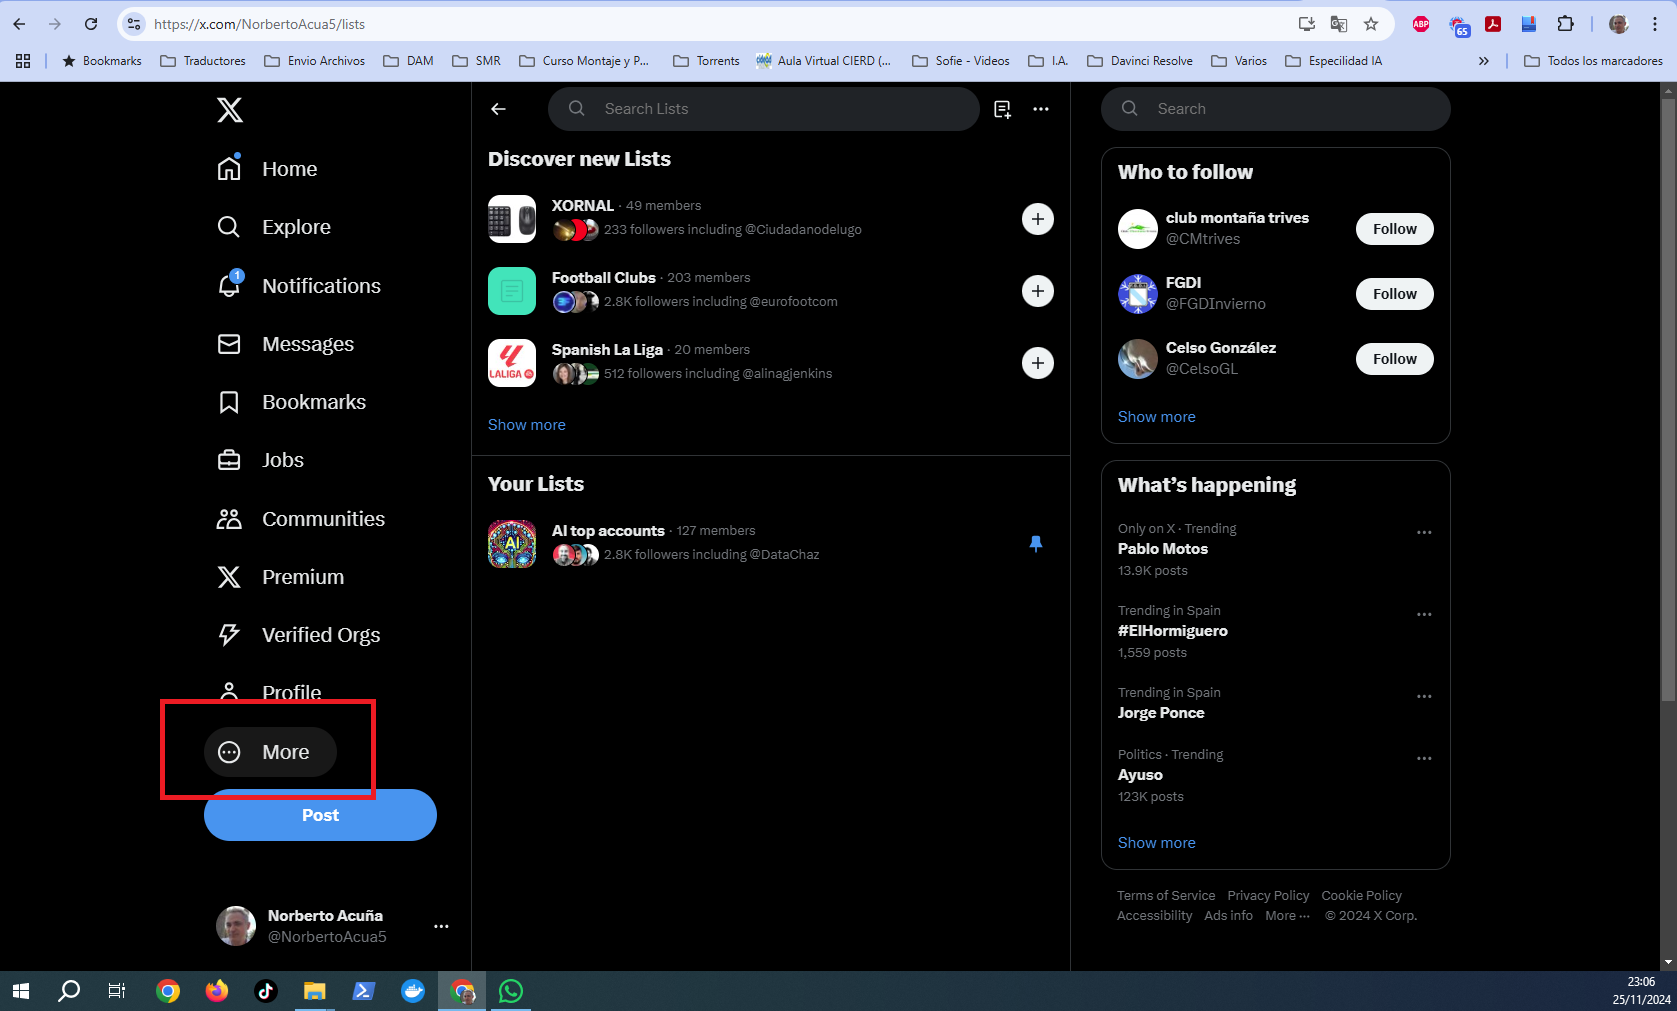 https://x.com/NorbertoAcua5/lists
ABP
65
Bookmarks
Traductores
Envio Archivos
DAM
SMR
Curso Montaje y P...
Torrents
Aula Virtual CIERD (...
Sofie - Videos
I.A.
Davinci Resolve
Varios
Especilidad IA
Todos los marcadores
Home
Explore
1
Notifications
Messages
Bookmarks
Jobs
Communities
Premium
Verified Orgs
Profile
More
Post
Norberto Acuña
@NorbertoAcua5
Search Lists
Discover new Lists
XORNAL · 49 members
233 followers including @Ciudadanodelugo
Football Clubs · 203 members
2.8K followers including @eurofootcom
LALIGA
Spanish La Liga · 20 members
512 followers including @alinagjenkins
Show more
Your Lists
AI
AI top accounts · 127 members
2.8K followers including @DataChaz
Search
Who to follow
club montaña trives
@CMtrives
Follow
FGDI
@FGDInvierno
Follow
Celso González
@CelsoGL
Follow
Show more
What's happening
Only on X · Trending
Pablo Motos
13.9K posts
Trending in Spain
#ElHormiguero
1,559 posts
Trending in Spain
Jorge Ponce
Politics · Trending
Ayuso
123K posts
Show more
Terms of Service Privacy Policy Cookie Policy
Accessibility Ads info More ··· © 2024 X Corp.
23:06
25/11/2024